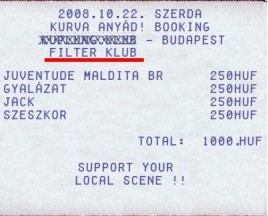 2008.10.22. SZERDA
KURVA ANYÁD! BOOKING
- BUDAPEST
FILTER KLUB
JUVENTUDE MALDITA BR 250HUF
GYALÁZAT 250HUF
JACK 250HUF
SZESZKOR 250HUF
TOTAL: 1000.HUF
SUPPORT YOUR
LOCAL SCENE !!